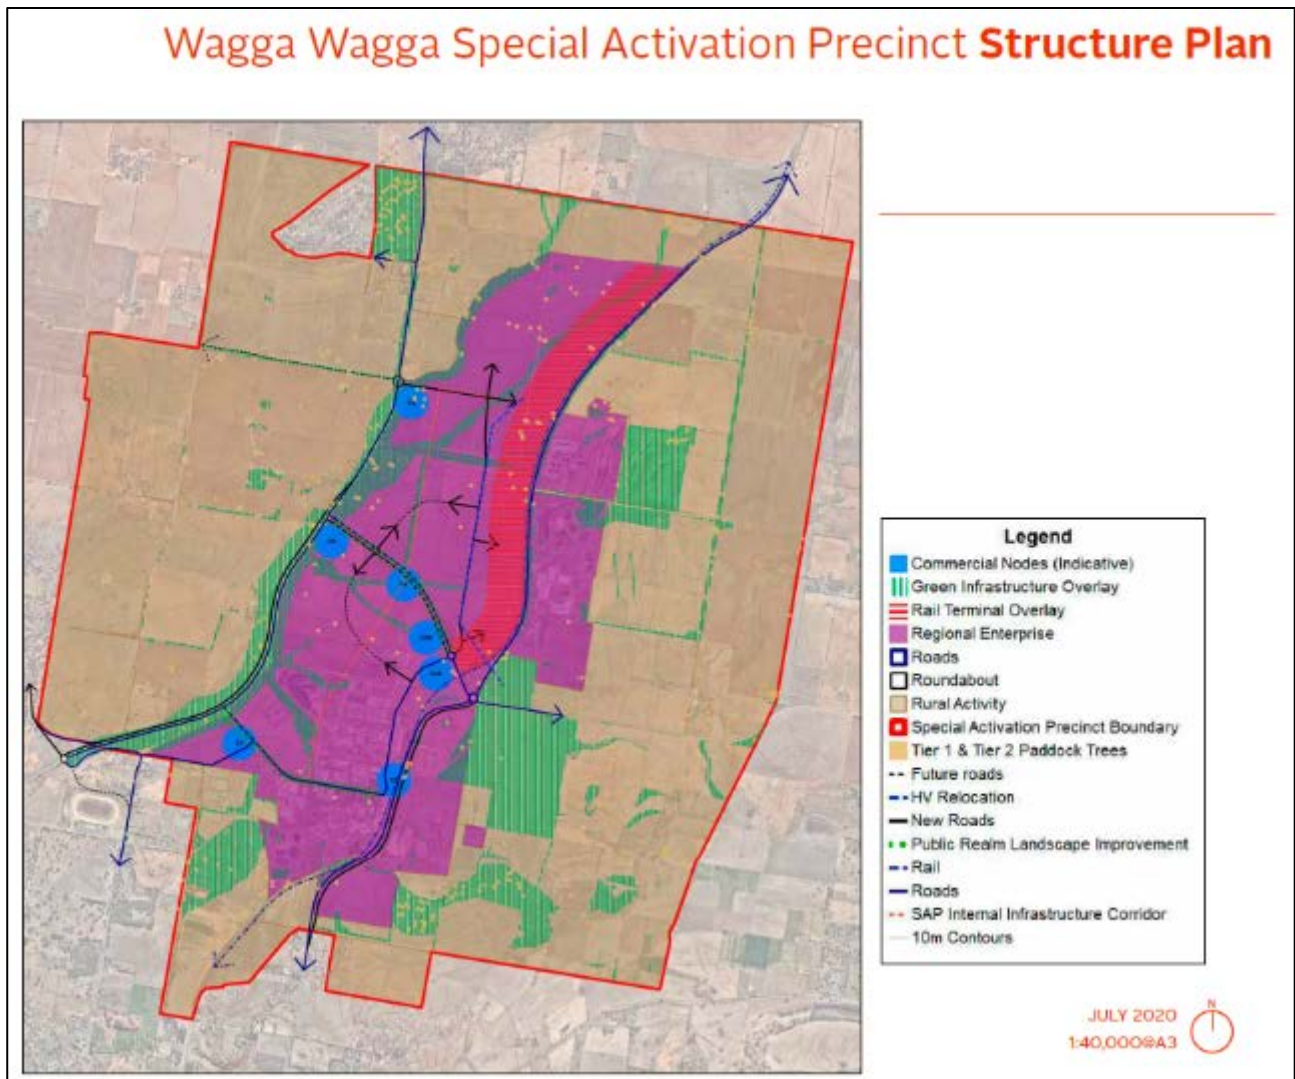 Wagga Wagga Special Activation Precinct Structure Plan
Legend
Commercial Nodes (Indicative)
Green Infrastructure Overlay
Rail Terminal Overlay
Regional Enterprise
Roads
Roundabout
Rural Activity
Special Activation Precinct Boundary
Tier 1 & Tier 2 Paddock Trees
Future roads
HV Relocation
New Roads
Public Realm Landscape Improvement
Rail
Roads
SAP Internal Infrastructure Corridor
10m Contours
N
JULY 2020
1:40,000@A3